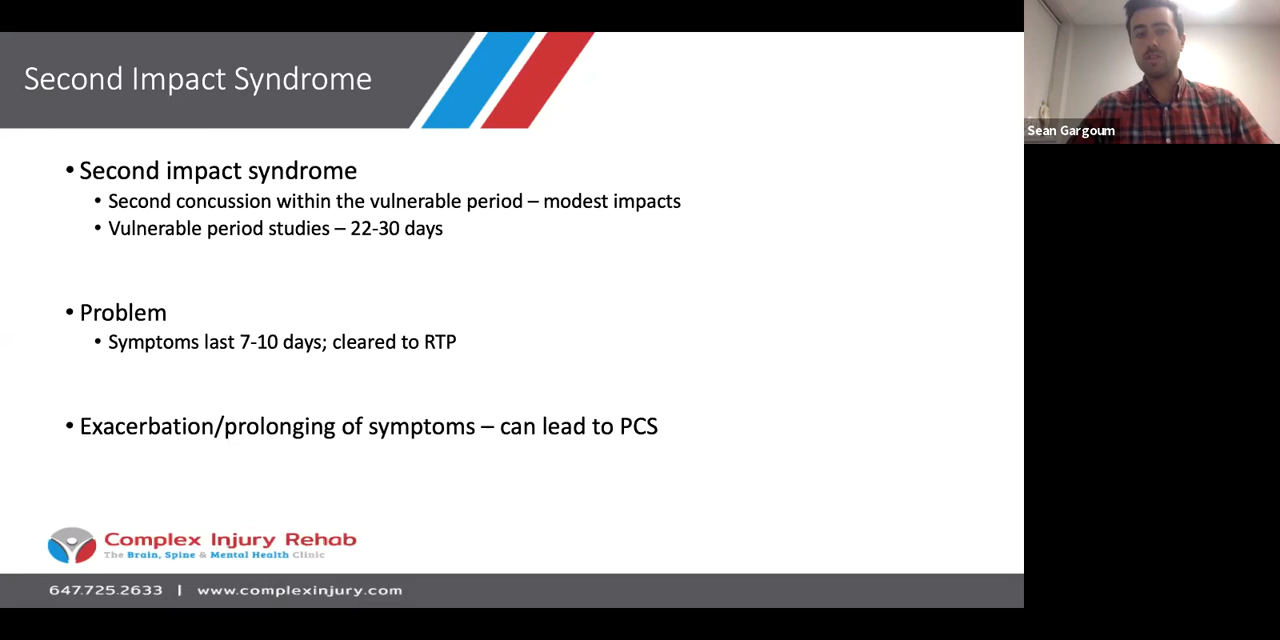 Second Impact Syndrome
Sean Gargoum
• Second impact syndrome
• Second concussion within the vulnerable period – modest impacts
• Vulnerable period studies – 22-30 days
• Problem
• Symptoms last 7-10 days; cleared to RTP
• Exacerbation/prolonging of symptoms – can lead to PCS
Complex Injury Rehab
The Brain, Spine & Mental Health Clinic
647.725.2633 | www.complexinjury.com